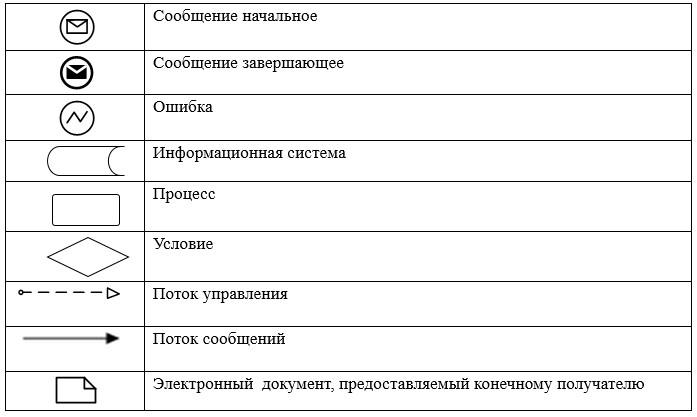 Сообщение начальное
Сообщение завершающее
Ошибка
Информационная система
Процесс
Условие
Поток управления
Поток сообщений
Электронный документ, предоставляемый конечному получателю